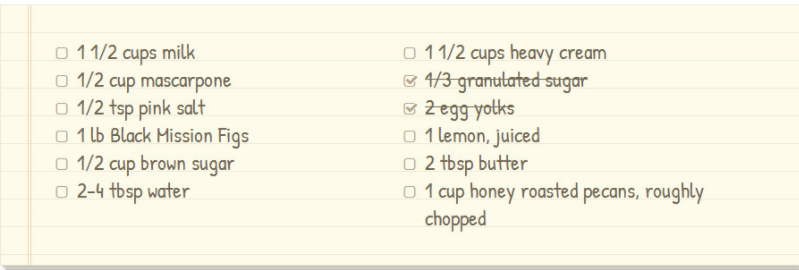 1 1/2 cups milk
1/2 cup mascarpone
1/2 tsp pink salt
1 lb Black Mission Figs
1/2 cup brown sugar
2-4 tbsp water
1 1/2 cups heavy cream
1/3 granulated sugar
2 egg yolks
1 lemon, juiced
2 tbsp butter
1 cup honey roasted pecans, roughly
chopped